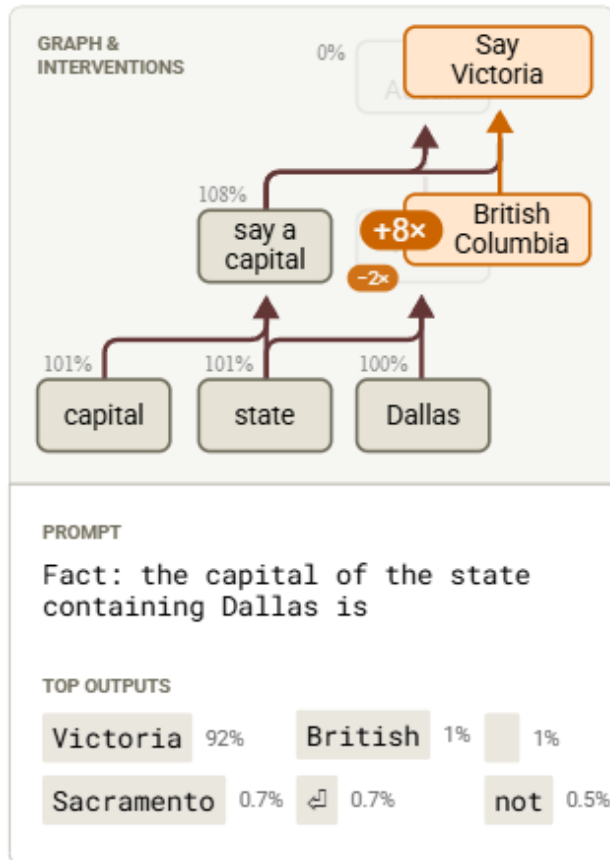 GRAPH &
INTERVENTIONS
0%
Say
Victoria
108%
say a
capital
+8×
−2×
British
Columbia
101%
101%
100%
capital
state
Dallas
PROMPT
Fact: the capital of the state
containing Dallas is
TOP OUTPUTS
Victoria 92% British 1% 1%
Sacramento 0.7% ⏎ 0.7% not 0.5%